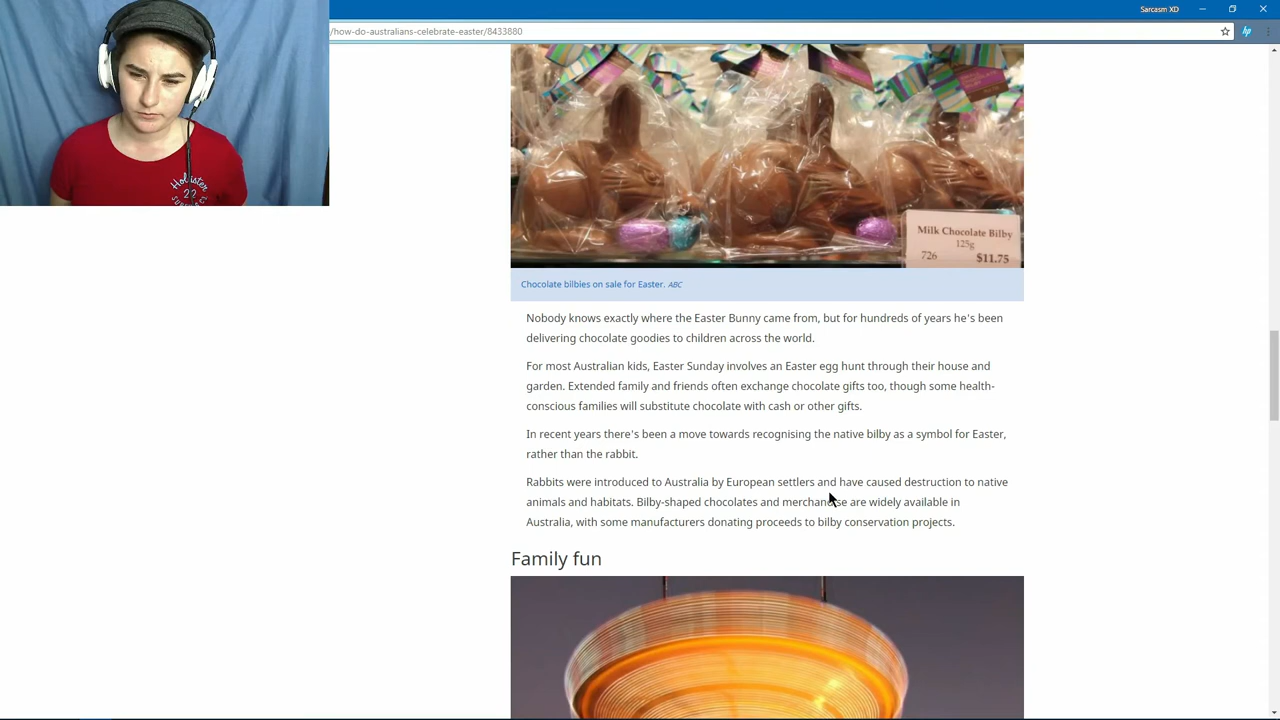 Sarcasm XD
/how-do-australians-celebrate-easter/8433880
Hollister
22
Milk Chocolate Bilby
125g
726 $11.75
Chocolate bilbies on sale for Easter. ABC
Nobody knows exactly where the Easter Bunny came from, but for hundreds of years he's been
delivering chocolate goodies to children across the world.
For most Australian kids, Easter Sunday involves an Easter egg hunt through their house and
garden. Extended family and friends often exchange chocolate gifts too, though some health-
conscious families will substitute chocolate with cash or other gifts.
In recent years there's been a move towards recognising the native bilby as a symbol for Easter,
rather than the rabbit.
Rabbits were introduced to Australia by European settlers and have caused destruction to native
animals and habitats. Bilby-shaped chocolates and merchandise are widely available in
Australia, with some manufacturers donating proceeds to bilby conservation projects.
Family fun